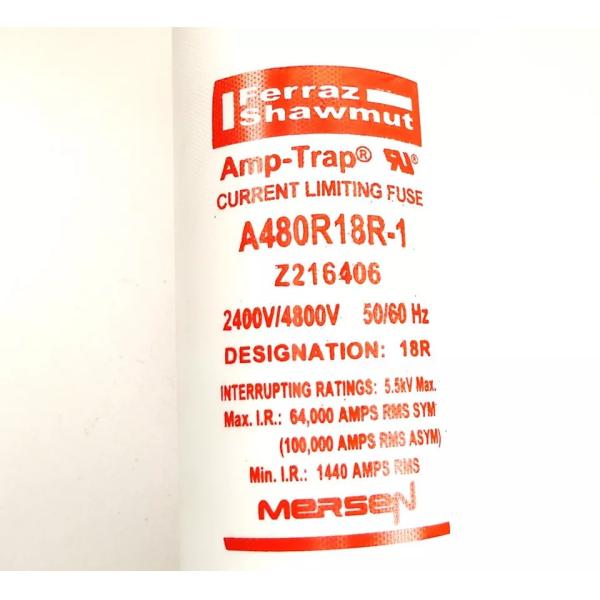 Ferraz
Shawmut
Amp-Trap® RU®
CURRENT LIMITING FUSE
A480R18R-1
Z216406
2400V/4800V 50/60 Hz
DESIGNATION: 18R
INTERRUPTING RATINGS: 5.5kV Max.
Max. I.R.: 64,000 AMPS RMS SYM
(100,000 AMPS RMS ASYM)
Min. I.R.: 1440 AMPS RMS
MERSEN